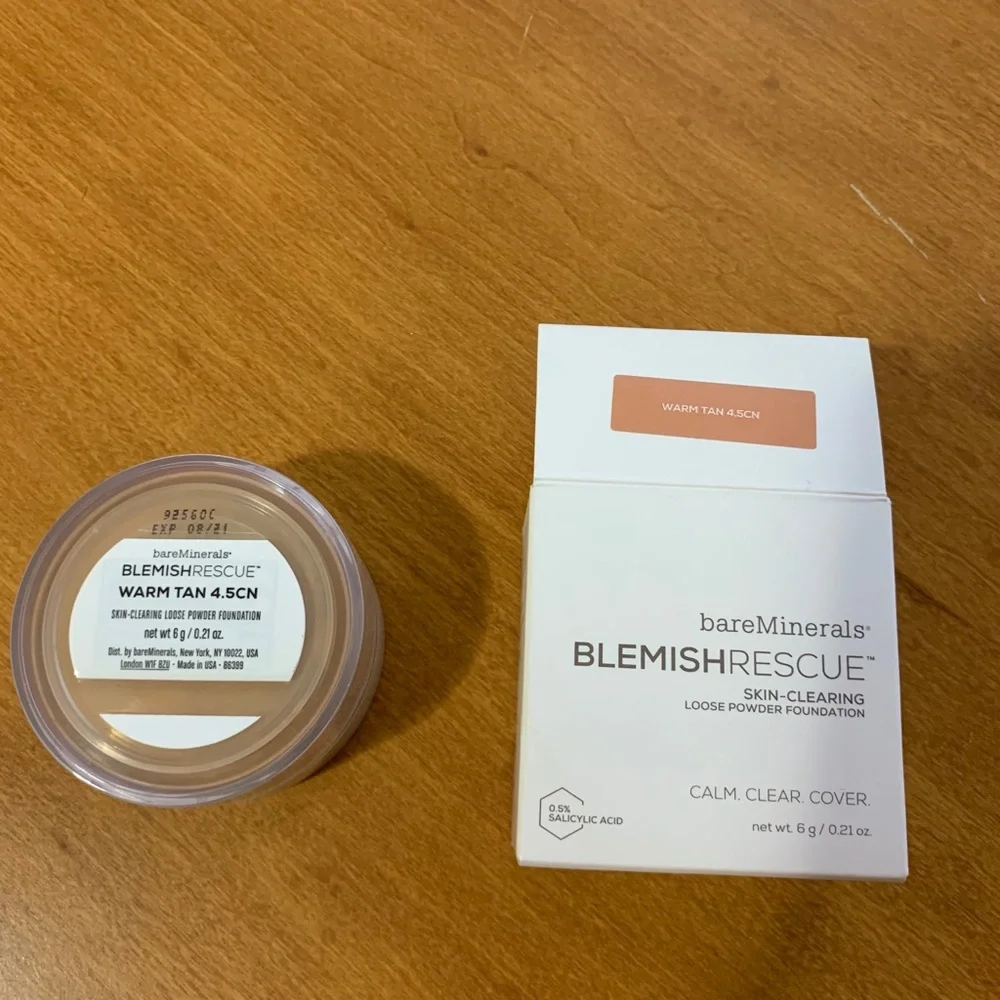 92560C
EXP 08/21
bareMinerals®
BLEMISHRESCUE™
WARM TAN 4.5CN
SKIN-CLEARING LOOSE POWDER FOUNDATION
net wt 6 g / 0.21 oz.
Dist. by bareMinerals, New York, NY 10022, USA
London W1F 8ZU - Made in USA - 86399
WARM TAN 4.5CN
bareMinerals®
BLEMISHRESCUE™
SKIN-CLEARING
LOOSE POWDER FOUNDATION
CALM. CLEAR. COVER.
0.5%
SALICYLIC ACID
net wt. 6 g / 0.21 oz.